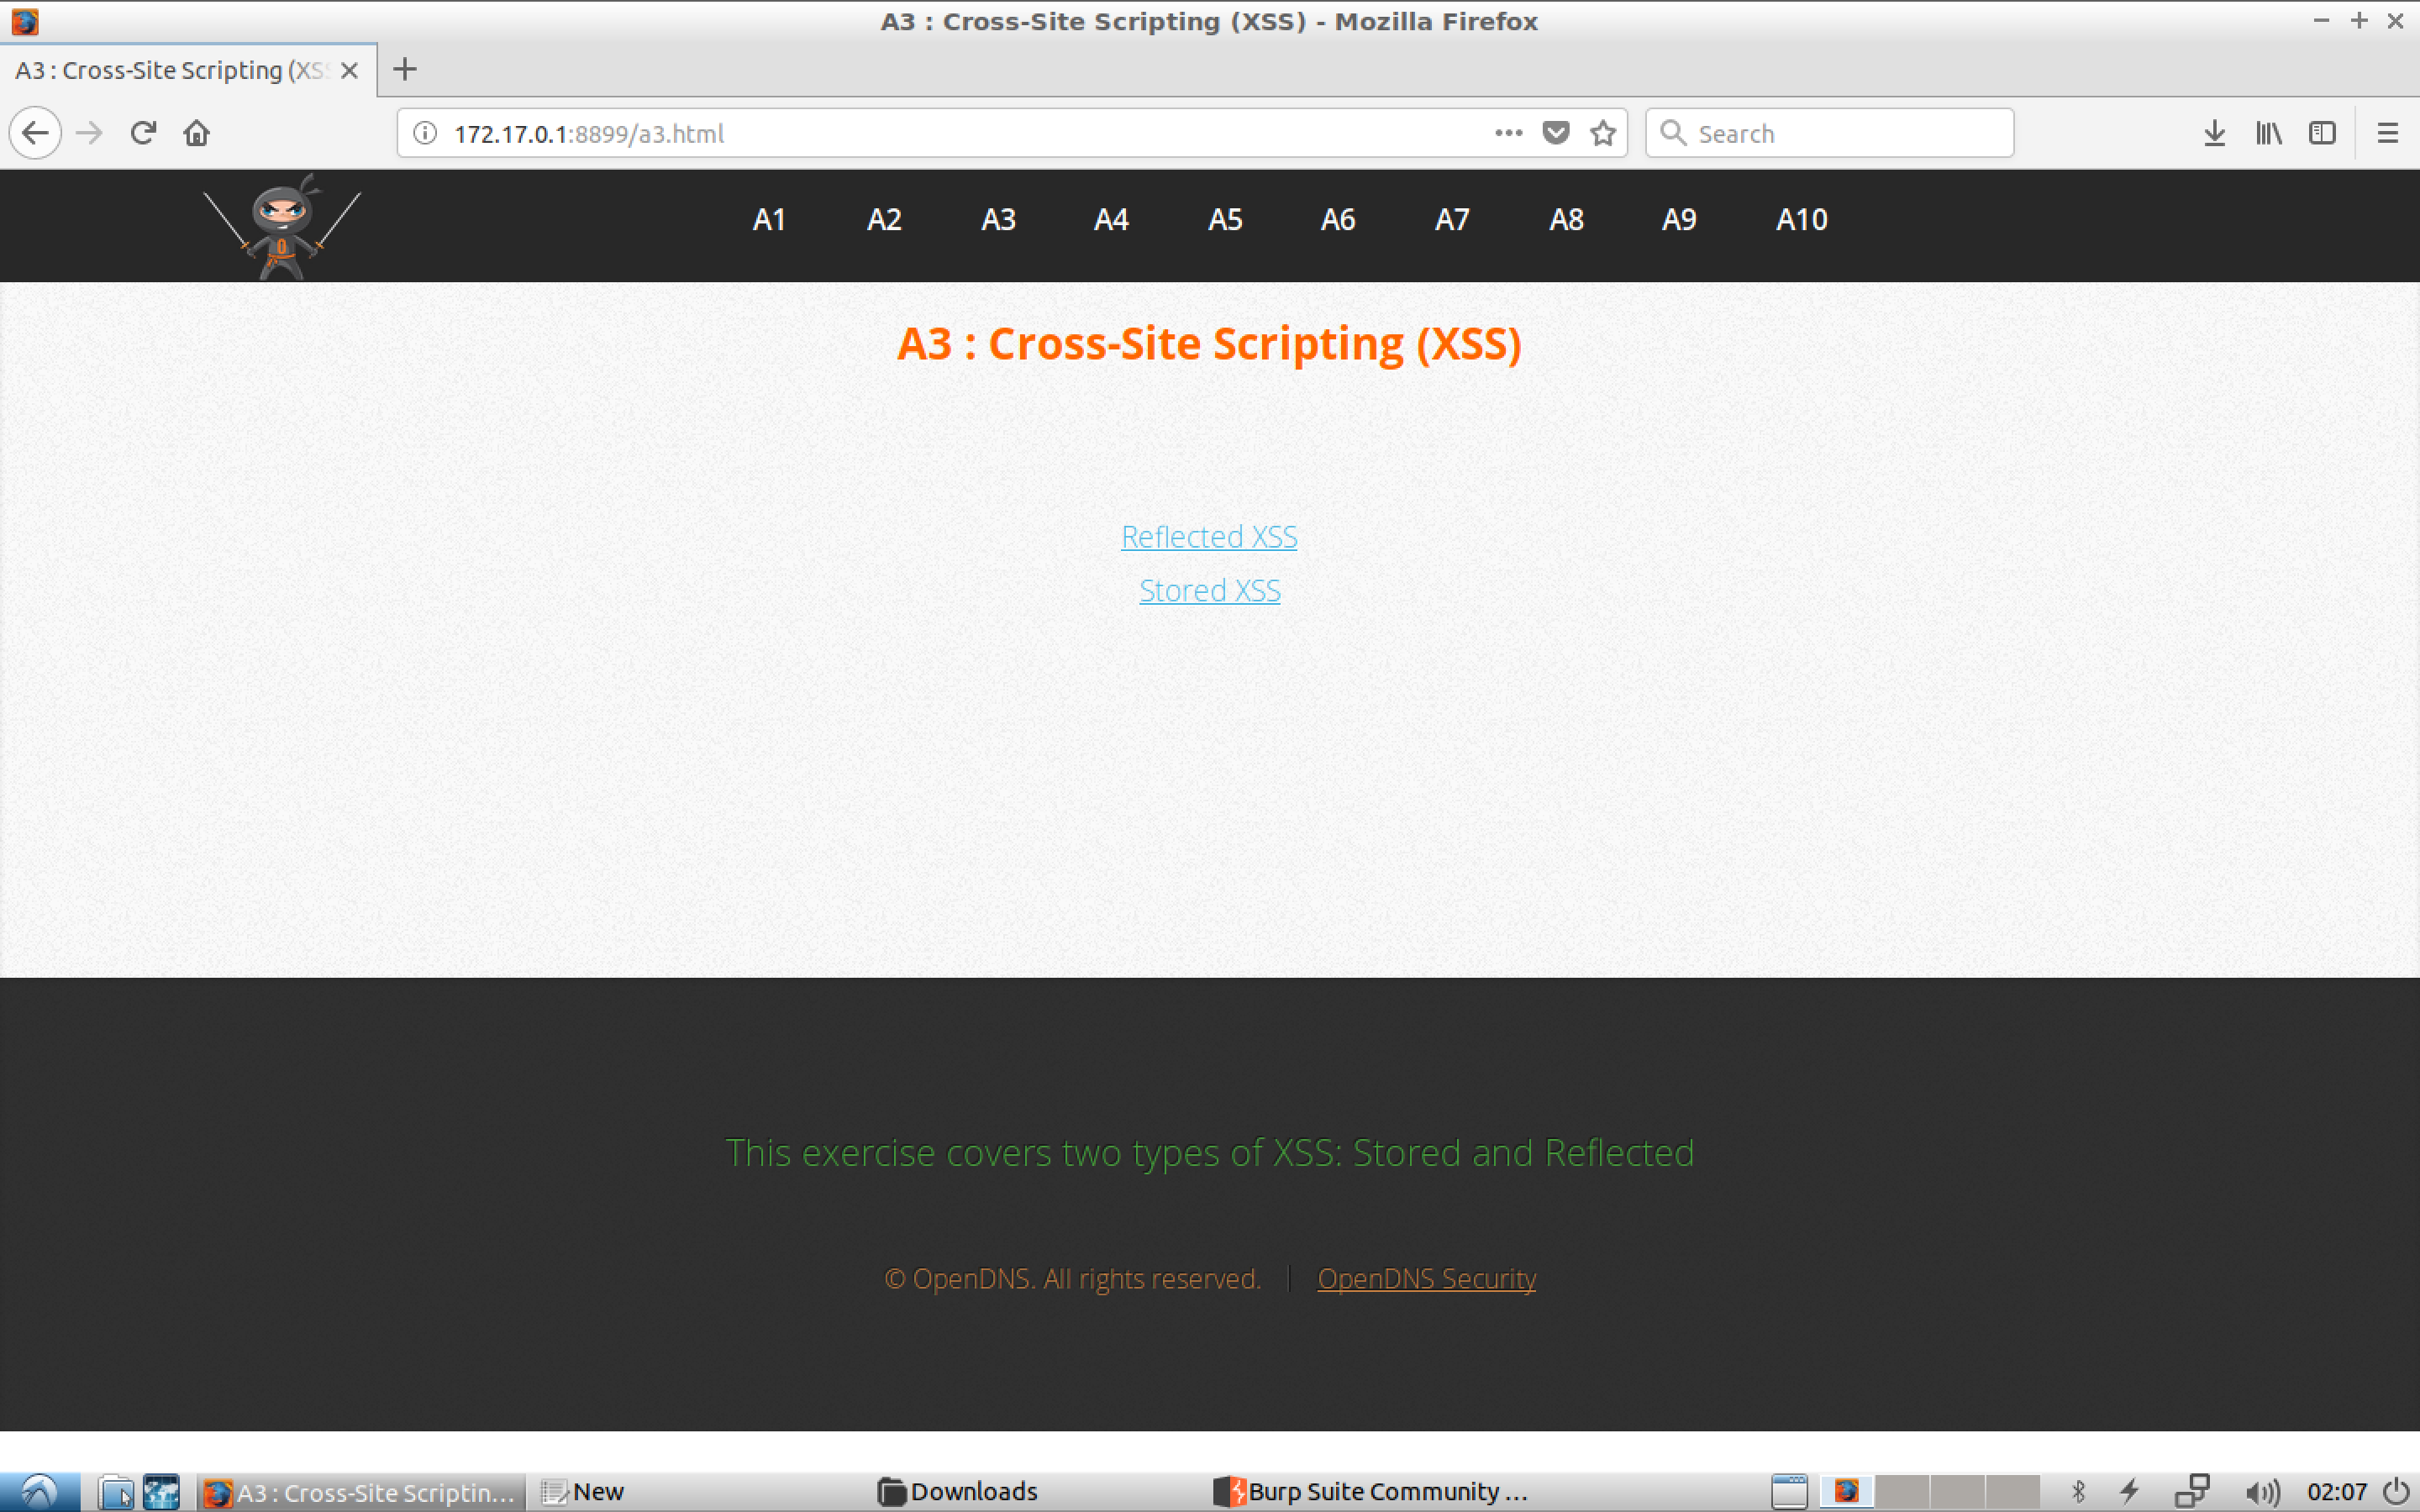 A3 : Cross-Site Scripting (XSS) - Mozilla Firefox
A3 : Cross-Site Scripting (XSS
172.17.0.1:8899/a3.html
Search
A1 A2 A3 A4 A5 A6 A7 A8 A9 A10
A3 : Cross-Site Scripting (XSS)
Reflected XSS
Stored XSS
This exercise covers two types of XSS: Stored and Reflected
© OpenDNS. All rights reserved. | OpenDNS Security
A3 : Cross-Site Scriptin... New Downloads Burp Suite Community ... 02:07